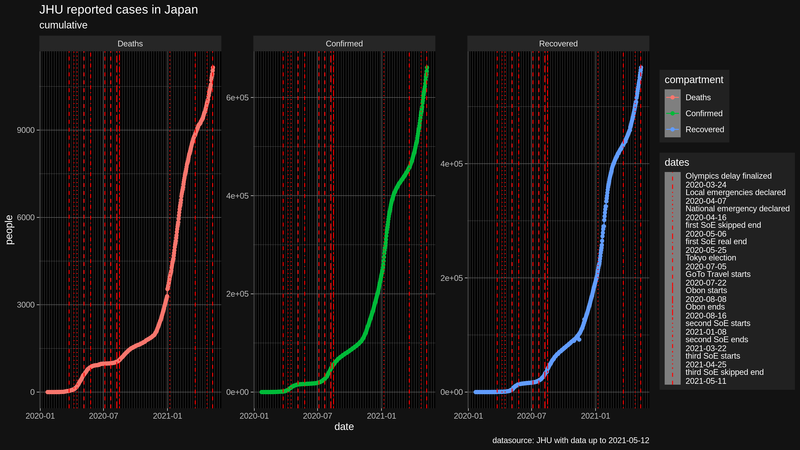 JHU reported cases in Japan
cumulative
Deaths
Confirmed
Recovered
people
9000
6000
3000
0
6e+05
4e+05
2e+05
0e+00
4e+05
2e+05
0e+00
2020-01
2020-07
2021-01
2020-01
2020-07
2021-01
2020-01
2020-07
2021-01
date
compartment
Deaths
Confirmed
Recovered
dates
Olympics delay finalized
2020-03-24
Local emergencies declared
2020-04-07
National emergency declared
2020-04-16
first SoE skipped end
2020-05-06
first SoE real end
2020-05-25
Tokyo election
2020-07-05
GoTo Travel starts
2020-07-22
Obon starts
2020-08-08
Obon ends
2020-08-16
second SoE starts
2021-01-08
second SoE ends
2021-03-22
third SoE starts
2021-04-25
third SoE skipped end
2021-05-11
datasource: JHU with data up to 2021-05-12